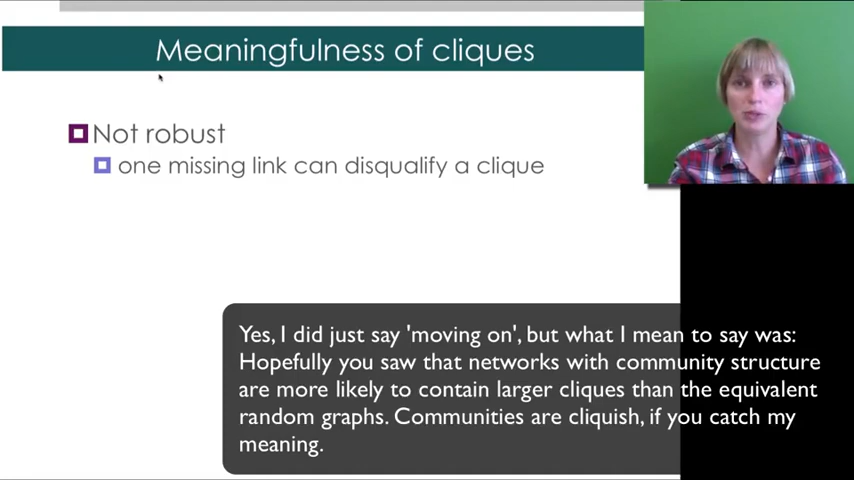 Meaningfulness of cliques
Not robust
one missing link can disqualify a clique
Yes, I did just say 'moving on', but what I mean to say was:
Hopefully you saw that networks with community structure
are more likely to contain larger cliques than the equivalent
random graphs. Communities are cliquish, if you catch my
meaning.